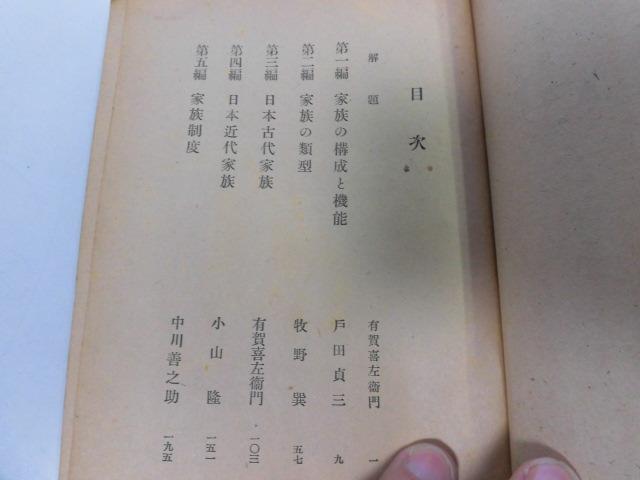 目次
解題 有賀喜左衞門 一
第一編 家族の構成と機能 戸田貞三 九
第二編 家族の類型 牧野巽 五七
第三編 日本古代家族 有賀喜左衞門 一〇三
第四編 日本近代家族 小山隆 一五一
第五編 家族制度 中川善之助 一九五